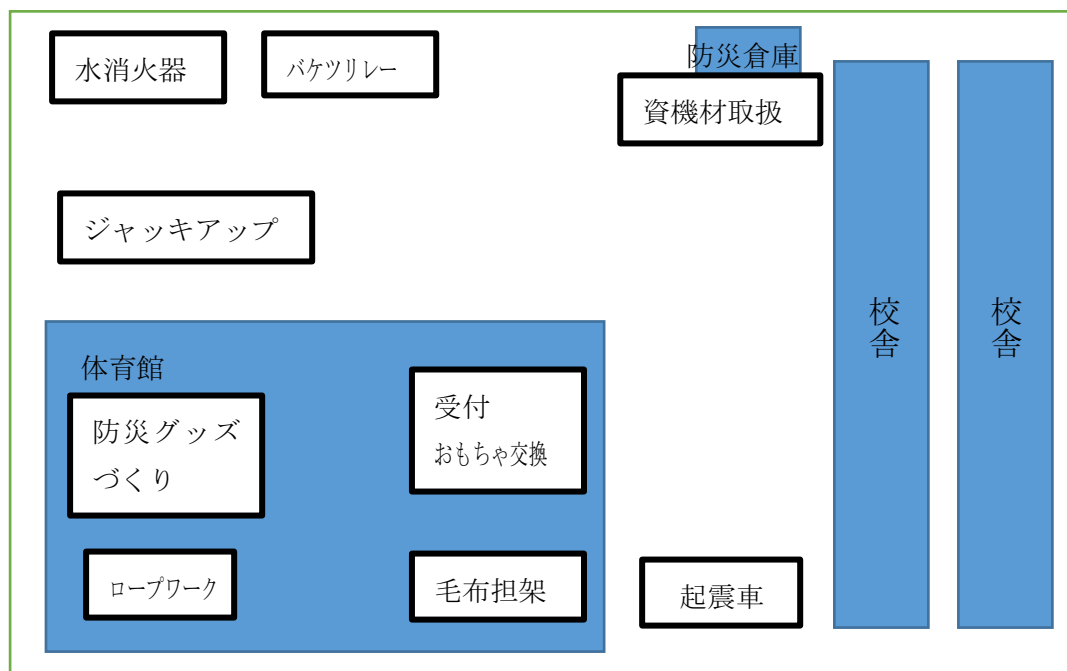 水消火器
バケツリレー
防災倉庫
資機材取扱
ジャッキアップ
校舎
校舎
体育館
防災グッズ
づくり
受付
おもちゃ交換
ロープワーク
毛布担架
起震車